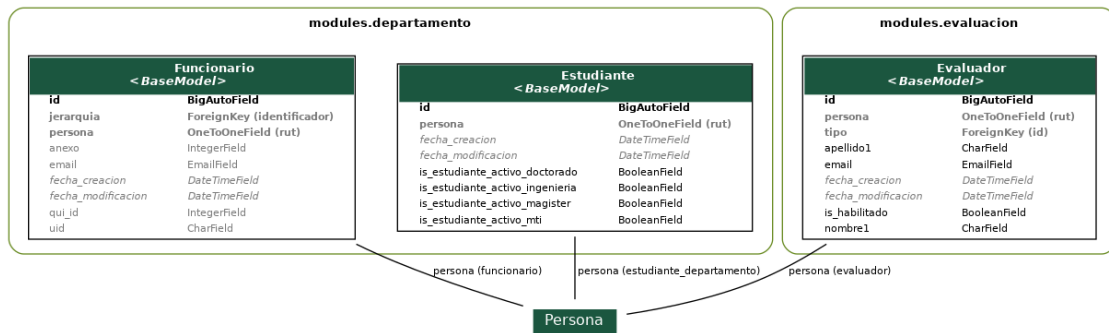 modules.departamento
modules.evaluacion
Funcionario
<BaseModel>
id BigAutoField
jerarquia ForeignKey (identificador)
persona OneToOneField (rut)
anexo IntegerField
email EmailField
fecha_creacion DateTimeField
fecha_modificacion DateTimeField
qui_id IntegerField
uid CharField
Estudiante
<BaseModel>
id BigAutoField
persona OneToOneField (rut)
fecha_creacion DateTimeField
fecha_modificacion DateTimeField
is_estudiante_activo_doctorado BooleanField
is_estudiante_activo_ingenieria BooleanField
is_estudiante_activo_magister BooleanField
is_estudiante_activo_mti BooleanField
Evaluador
<BaseModel>
id BigAutoField
persona OneToOneField (rut)
tipo ForeignKey (id)
apellido1 CharField
email EmailField
fecha_creacion DateTimeField
fecha_modificacion DateTimeField
is_habilitado BooleanField
nombre1 CharField
persona (funcionario)
persona (estudiante_departamento)
persona (evaluador)
Persona